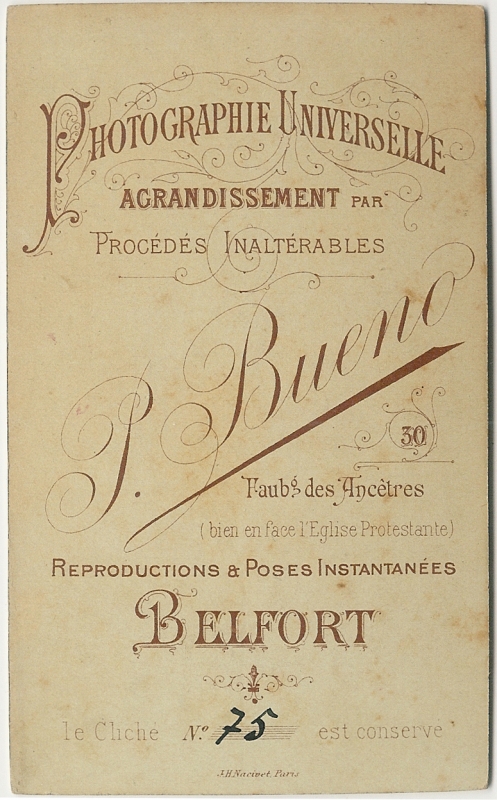 PHOTOGRAPHIE UNIVERSELLE
AGRANDISSEMENT PAR
PROCÉDÉS INALTÉRABLES
P. Bueno
30
Faubg. des Ancêtres
(bien en face l'Eglise Protestante)
REPRODUCTIONS & POSES INSTANTANÉES
BELFORT
le Cliché No. 75 est conservé
J.H. Nacivet. Paris